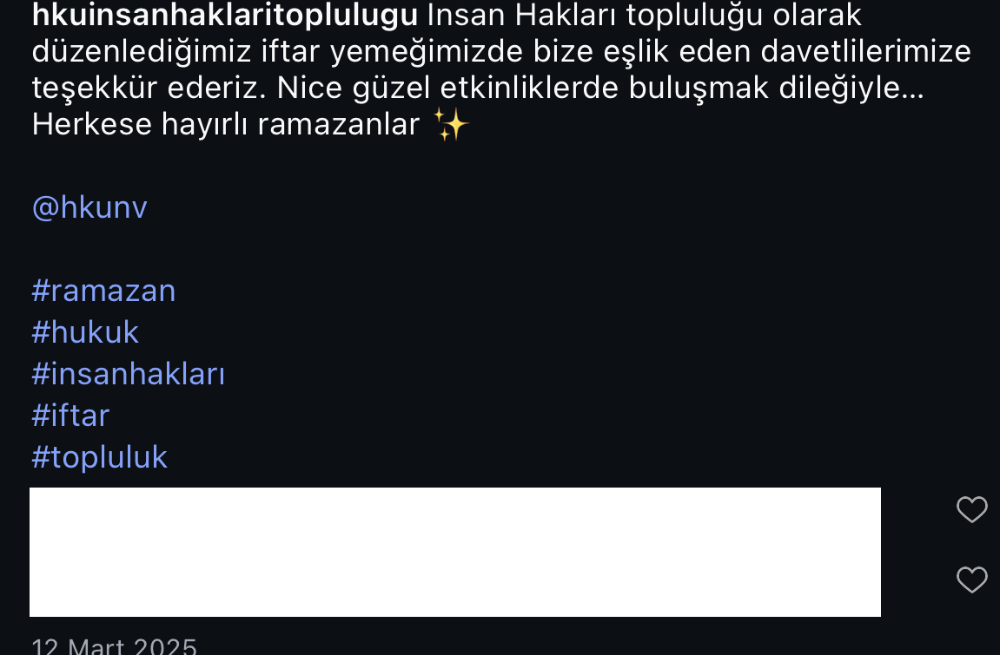 hkuinsanhaklaritoplulugu Insan Hakları topluluğu olarak
düzenlediğimiz iftar yemeğimizde bize eşlik eden davetlilerimize
teşekkür ederiz. Nice güzel etkinliklerde buluşmak dileğiyle...
Herkese hayırlı ramazanlar ✨
@hkunv
#ramazan
#hukuk
#insanhakları
#iftar
#topluluk
12 Mart 2025